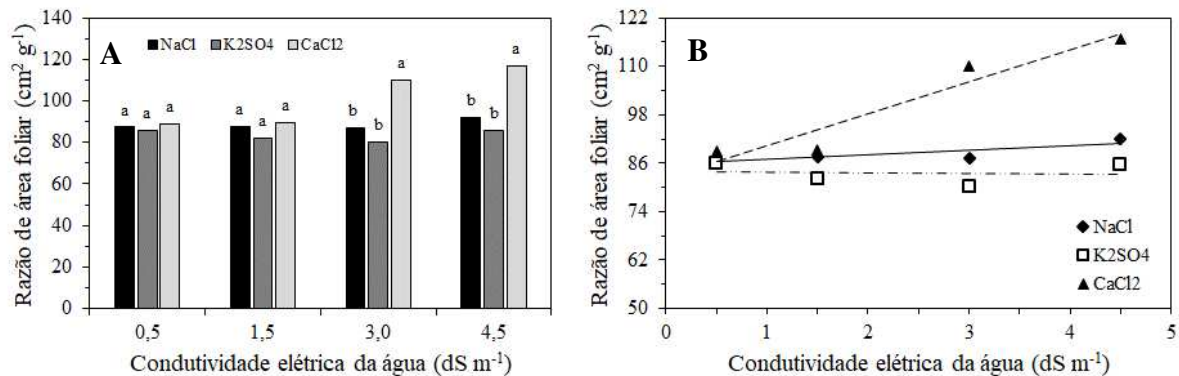 A
NaCl K2SO4 CaCl2
Razão de área foliar (cm² g⁻¹)
140
120
100
80
60
40
20
0
a a a
a a a
b b a
b b a
0,5 1,5 3,0 4,5
Condutividade elétrica da água (dS m⁻¹)
B
Razão de área foliar (cm² g⁻¹)
122
110
98
86
74
62
50
NaCl
K2SO4
CaCl2
0 1 2 3 4 5
Condutividade elétrica da água (dS m⁻¹)